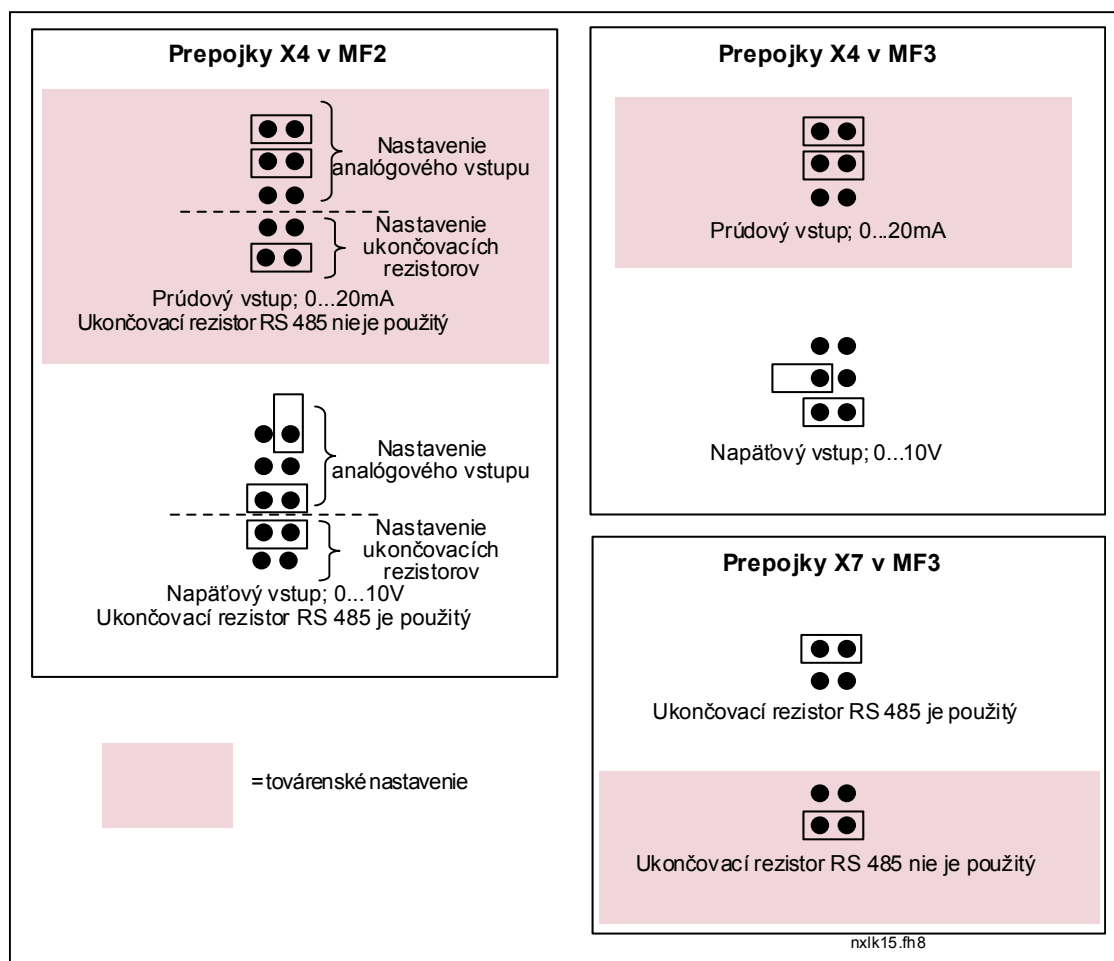 Prepojky X4 v MF2
Nastavenie
analógového vstupu
Nastavenie
ukončovacích
rezistorov
Prúdový vstup; 0...20mA
Ukončovací rezistor RS 485 nie je použitý
Nastavenie
analógového vstupu
Nastavenie
ukončovacích
rezistorov
Napäťový vstup; 0...10V
Ukončovací rezistor RS 485 je použitý
= továrenské nastavenie
Prepojky X4 v MF3
Prúdový vstup; 0...20mA
Napäťový vstup; 0...10V
Prepojky X7 v MF3
Ukončovací rezistor RS 485 je použitý
Ukončovací rezistor RS 485 nie je použitý
nxlk15.fh8